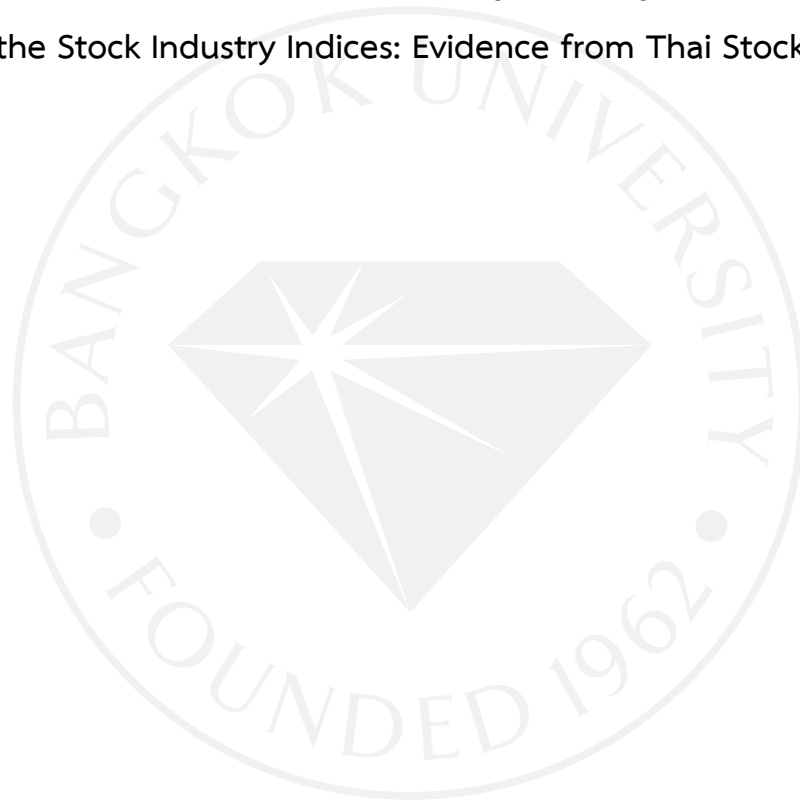 the Stock Industry Indices: Evidence from Thai Stock
BANGKOK UNIVERSITY
FOUNDED 1962